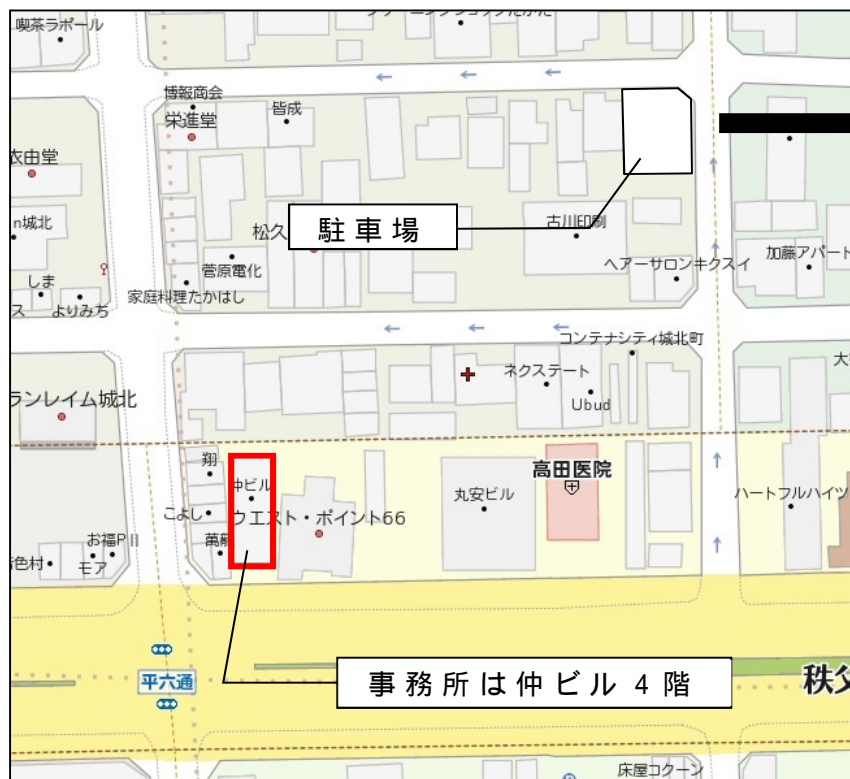 喫茶ラポール
博報商会
栄進堂
皆成
衣由堂
n城北
松久
駐車場
古川印刷
ヘアーサロンキクスイ
加藤アパート
しま
よりみち
ス
菅原電化
家庭料理たかはし
コンテナシティ城北町
ネクステート
Ubud
大
ランレイム城北
翔
仲ビル
高田医院
丸安ビル
ハートフルハイツ
こよし
ウエスト・ポイント66
お福PⅡ
モア
色村
事務所は仲ビル4階
平六通
秩父
床屋コクーン